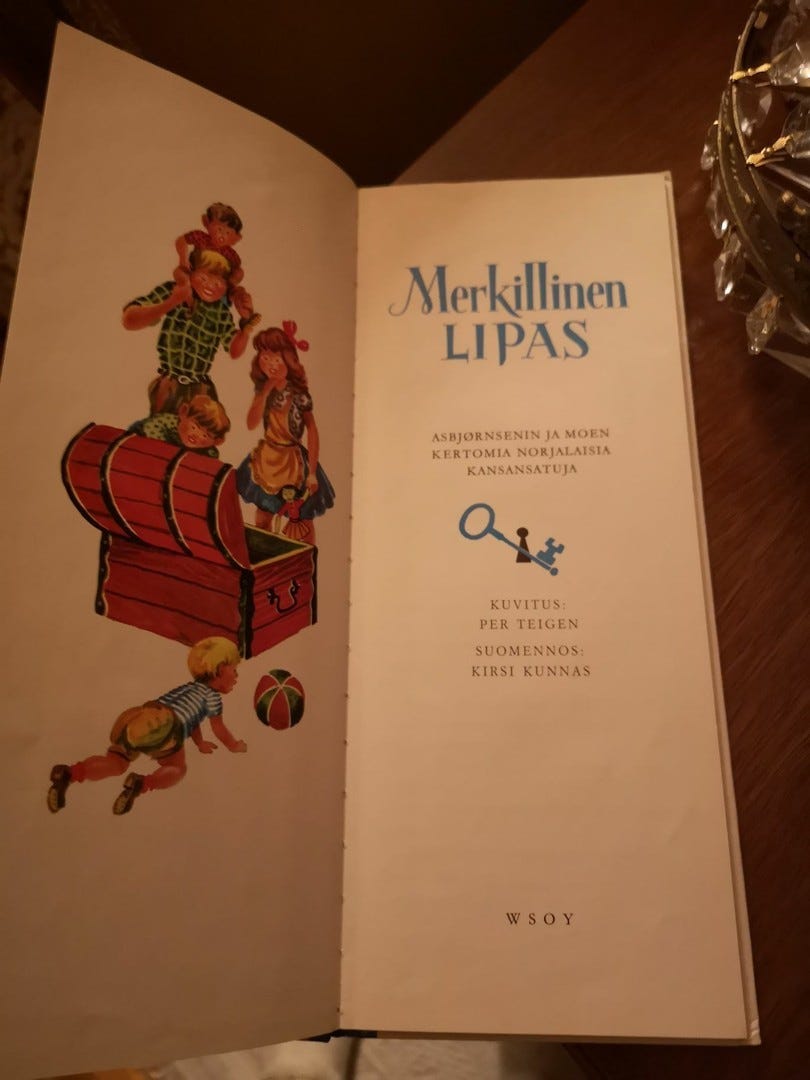 Merkillinen
LIPAS
ASBJØRNSENIN JA MOEN
KERTOMIA NORJALAISIA
KANSANSATUJA
KUVITUS:
PER TEIGEN
SUOMENNOS:
KIRSI KUNNAS
WSOY